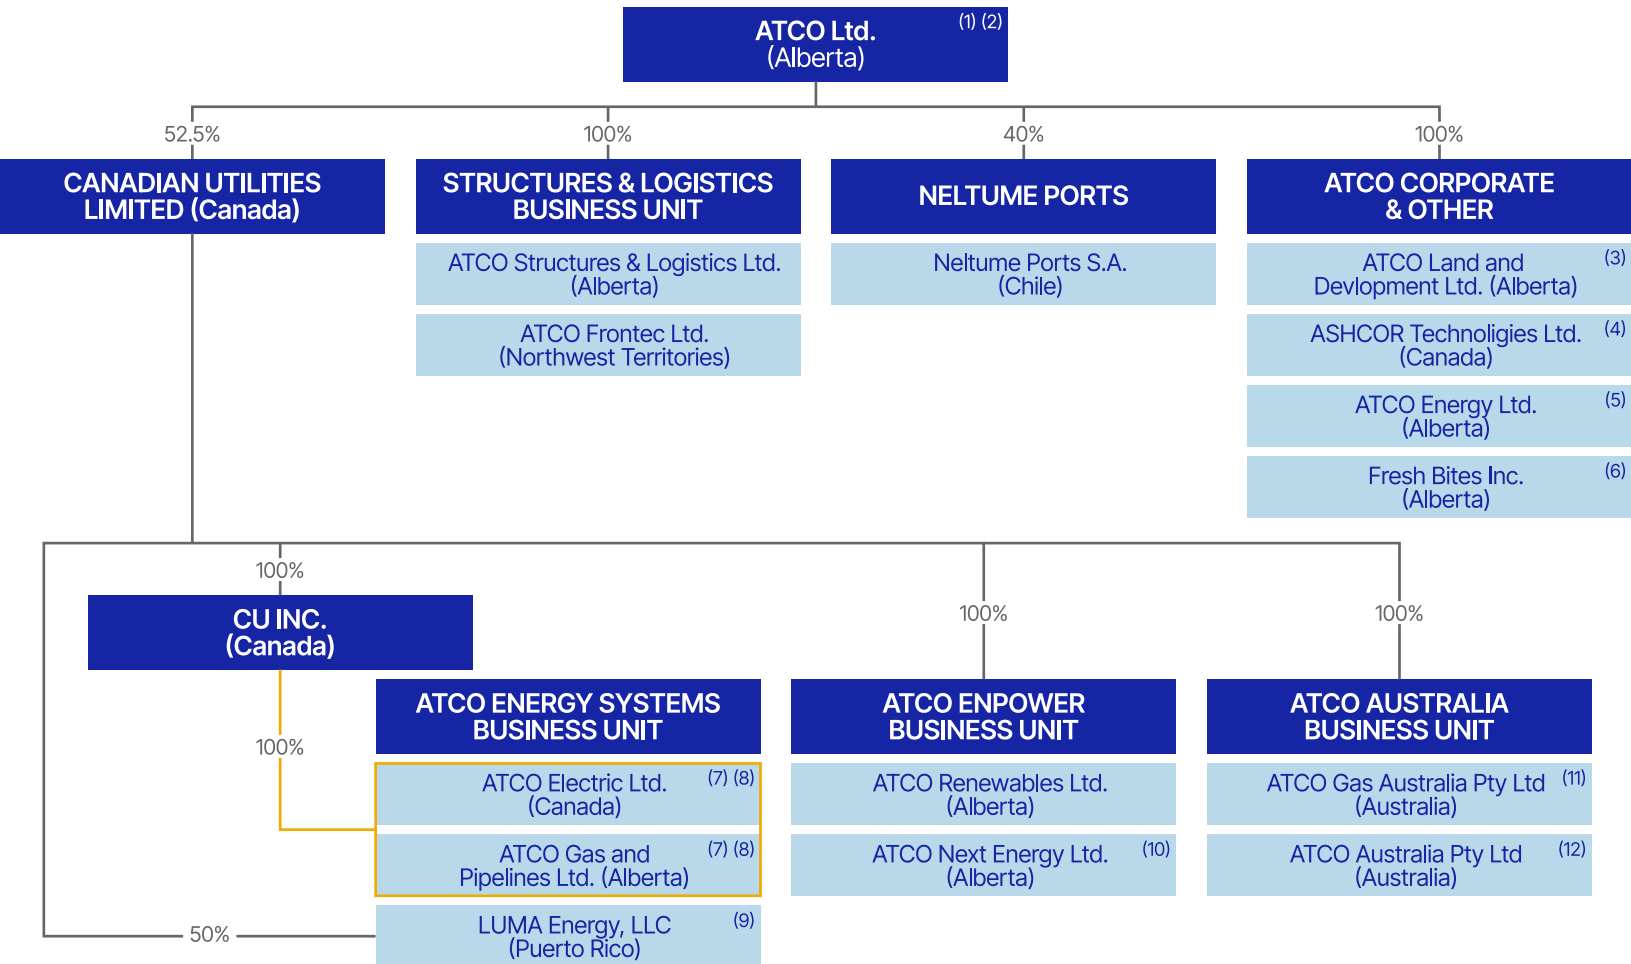 ATCO Ltd. (1) (2)
(Alberta)
52.5%
100%
40%
100%
CANADIAN UTILITIES
LIMITED (Canada)
STRUCTURES & LOGISTICS
BUSINESS UNIT
ATCO Structures & Logistics Ltd.
(Alberta)
ATCO Frontec Ltd.
(Northwest Territories)
NELTUME PORTS
Neltume Ports S.A.
(Chile)
ATCO CORPORATE
& OTHER
ATCO Land and (3)
Devlopment Ltd. (Alberta)
ASHCOR Technoligies Ltd. (4)
(Canada)
ATCO Energy Ltd. (5)
(Alberta)
Fresh Bites Inc. (6)
(Alberta)
100%
CU INC.
(Canada)
100%
100%
100%
ATCO ENERGY SYSTEMS
BUSINESS UNIT
ATCO Electric Ltd. (7) (8)
(Canada)
ATCO Gas and (7) (8)
Pipelines Ltd. (Alberta)
50%
LUMA Energy, LLC (9)
(Puerto Rico)
ATCO ENPOWER
BUSINESS UNIT
ATCO Renewables Ltd.
(Alberta)
ATCO Next Energy Ltd. (10)
(Alberta)
ATCO AUSTRALIA
BUSINESS UNIT
ATCO Gas Australia Pty Ltd (11)
(Australia)
ATCO Australia Pty Ltd (12)
(Australia)